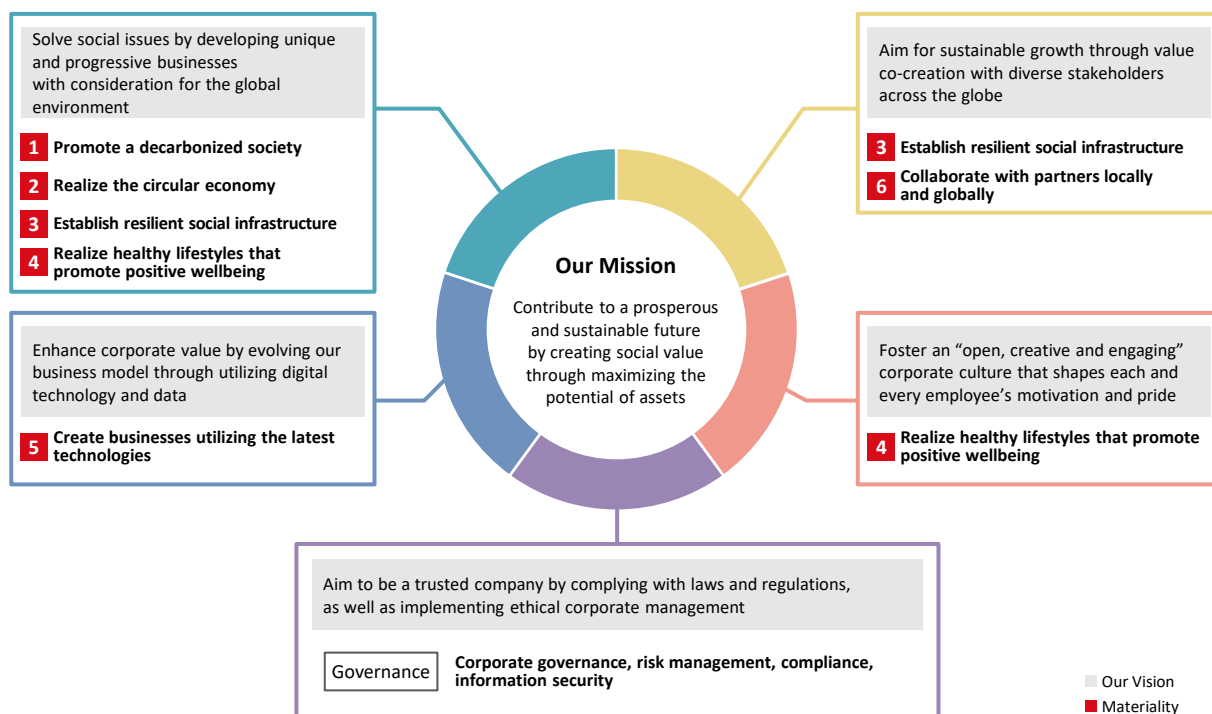 Solve social issues by developing unique
and progressive businesses
with consideration for the global
environment
1 Promote a decarbonized society
2 Realize the circular economy
3 Establish resilient social infrastructure
4 Realize healthy lifestyles that
promote positive wellbeing
Aim for sustainable growth through value
co-creation with diverse stakeholders
across the globe
3 Establish resilient social infrastructure
6 Collaborate with partners locally
and globally
Our Mission
Contribute to a prosperous
and sustainable future
by creating social value
through maximizing the
potential of assets
Enhance corporate value by evolving our
business model through utilizing digital
technology and data
5 Create businesses utilizing the latest
technologies
Foster an “open, creative and engaging”
corporate culture that shapes each and
every employee’s motivation and pride
4 Realize healthy lifestyles that promote
positive wellbeing
Aim to be a trusted company by complying with laws and regulations,
as well as implementing ethical corporate management
Governance
Corporate governance, risk management, compliance,
information security
Our Vision
Materiality